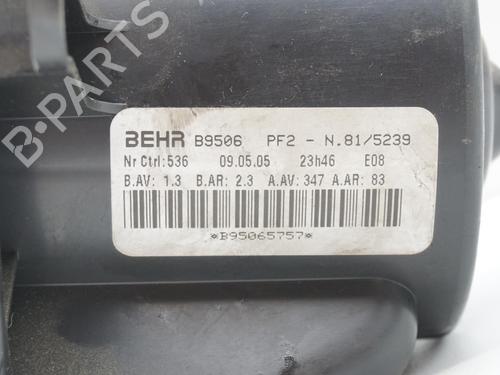 B-PARTS
BEHR B9506 PF2 - N.81/5239
Nr Ctrl:536 09.05.05 23h46 E08
B.AV: 1.3 B.AR: 2.3 A.AV: 347 A.AR: 83
*B95065757*